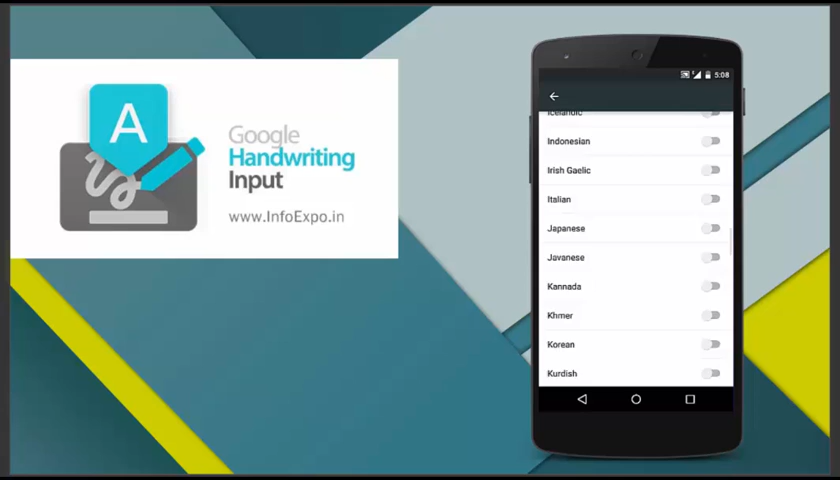 A
Google
Handwriting
Input
www.InfoExpo.in
5:08
Icelandic
Indonesian
Irish Gaelic
Italian
Japanese
Javanese
Kannada
Khmer
Korean
Kurdish